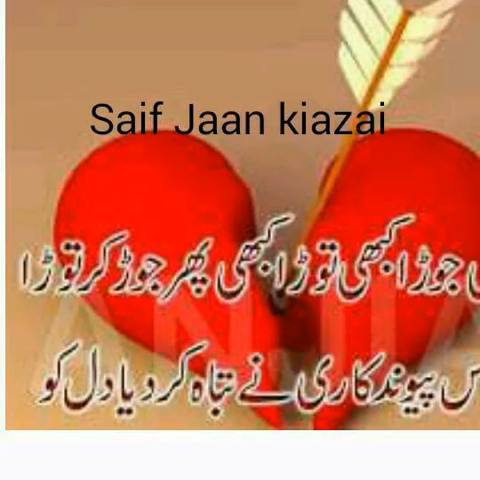 Saif Jaan kiazai
جوڑا کبھی توڑا کبھی پھر جوڑ کر توڑا
پیوندکاری نے تباہ کر دیا دل کو